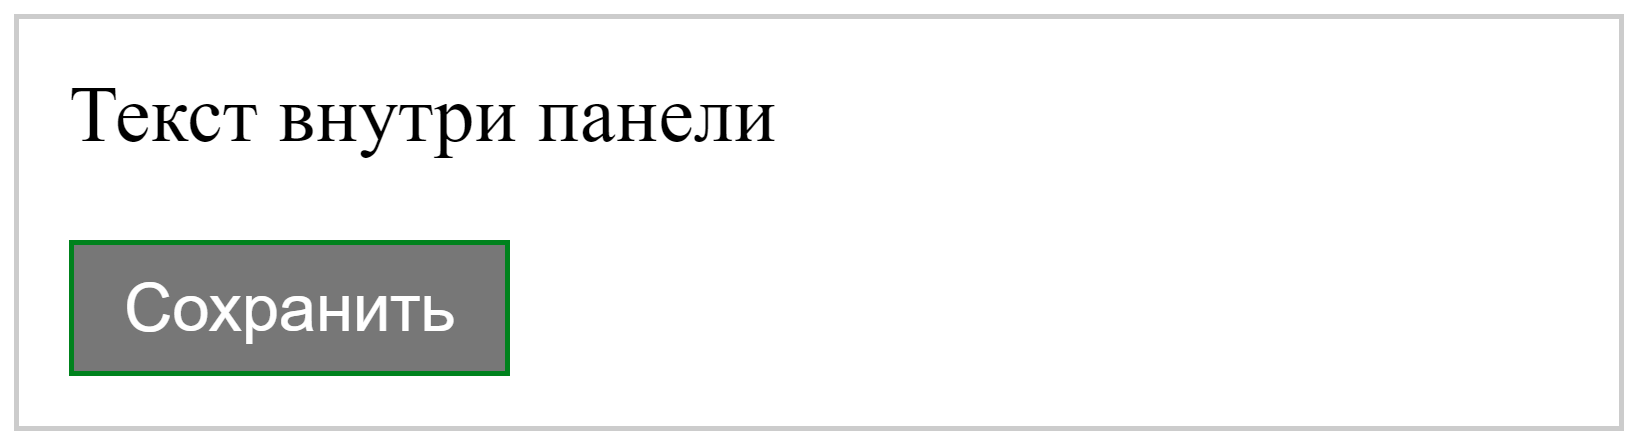 Текст внутри панели
Сохранить